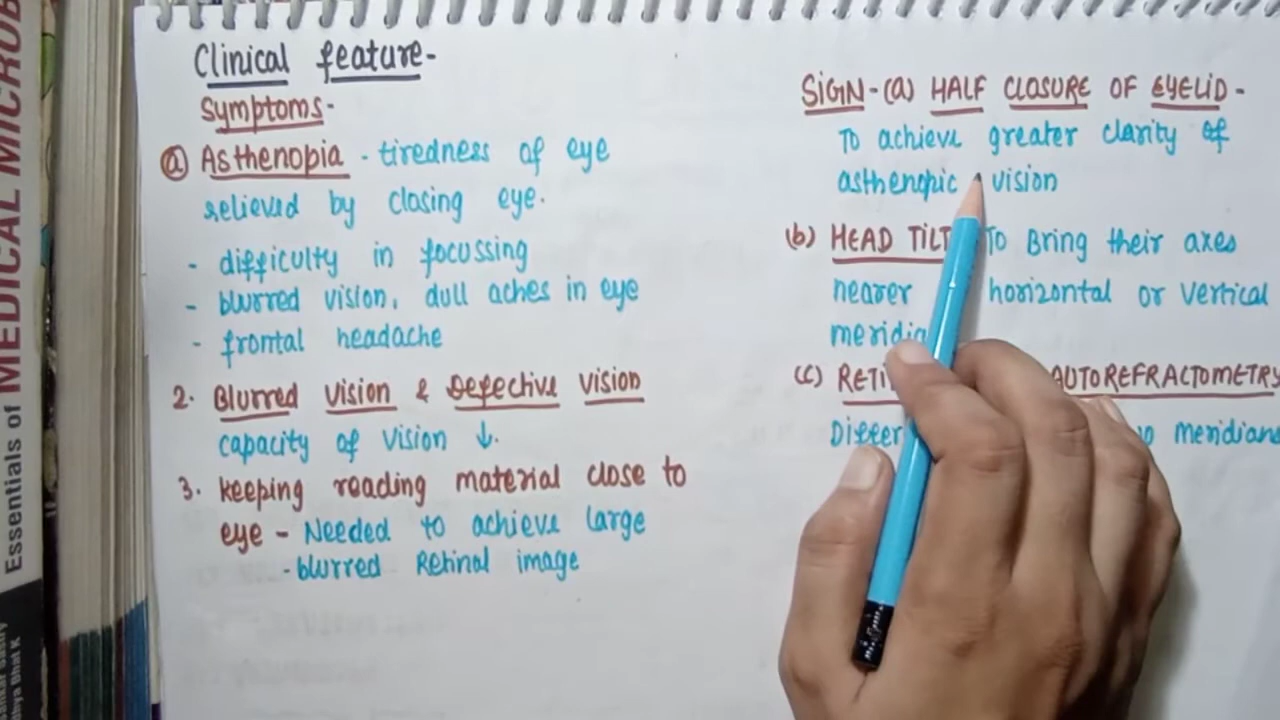 Clinical feature-
Symptoms-
(a) Asthenopia - tiredness of eye
relieved by closing eye.
- difficulty in focussing
- blurred vision, dull aches in eye
- frontal headache
2. Blurred vision & Defective vision
capacity of vision ↓.
3. keeping reading material close to
eye - Needed to achieve large
- blurred Retinal image
SIGN-(a) HALF CLOSURE OF EYELID-
To achieve greater clarity of
asthenopic vision
(b) HEAD TILT To Bring their axes
nearer horizontal or vertical
(c) AUTOREFRACTOMETRY
meridians
Essentials of MEDICAL MICROB